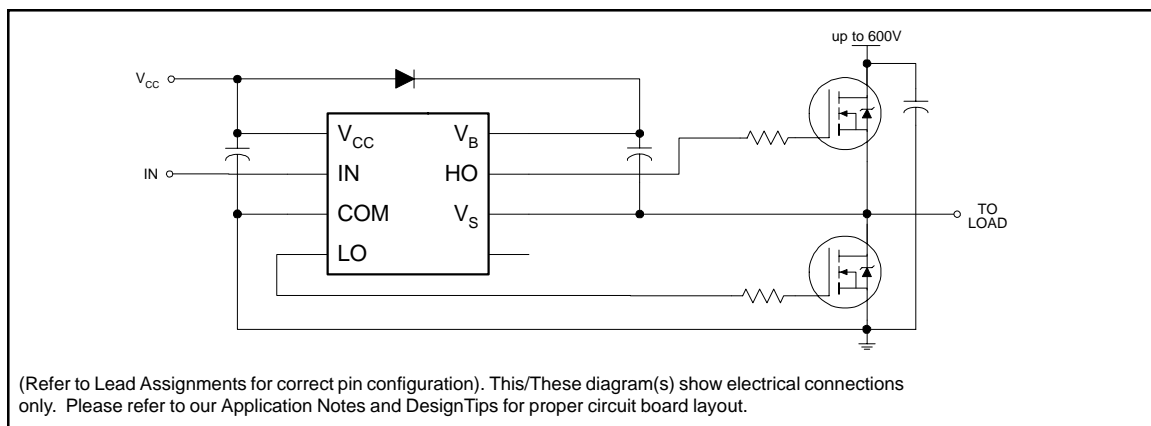 up to 600V
VCC
VCC
VB
IN
IN
HO
COM
VS
TO
LOAD
LO
(Refer to Lead Assignments for correct pin configuration). This/These diagram(s) show electrical connections
only. Please refer to our Application Notes and DesignTips for proper circuit board layout.